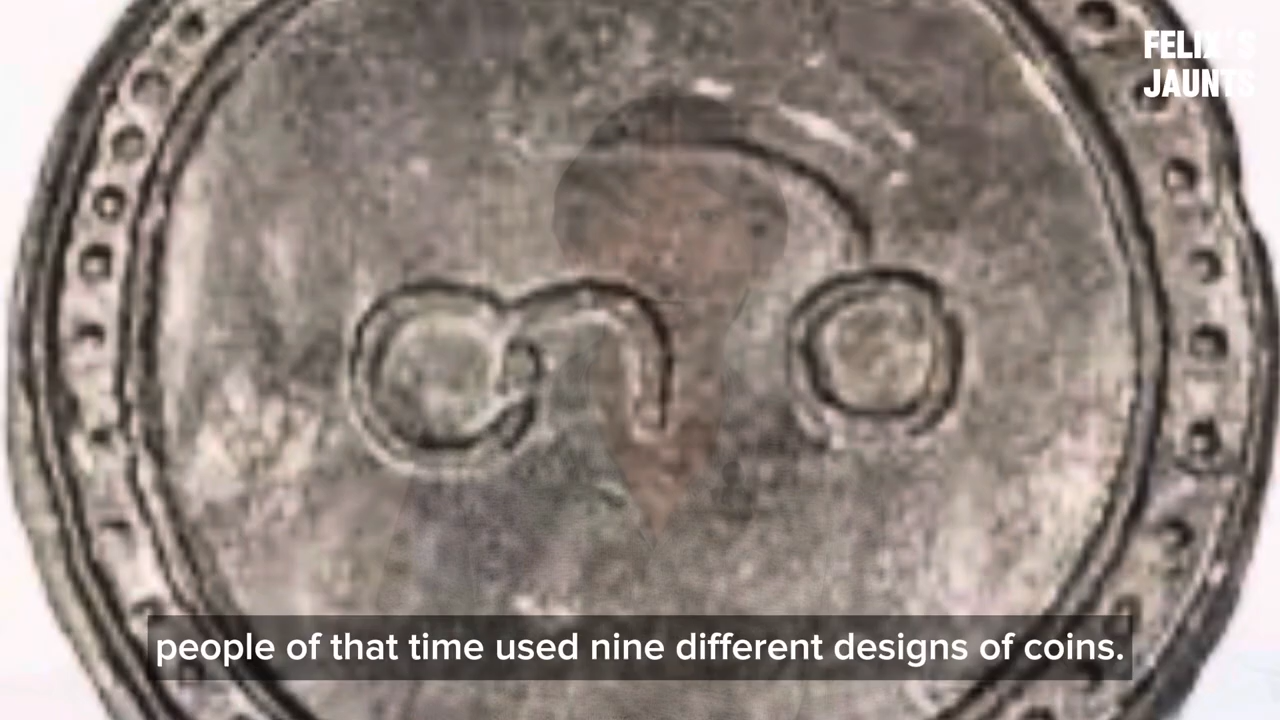 FELIX'S
JAUNTS
people of that time used nine different designs of coins.